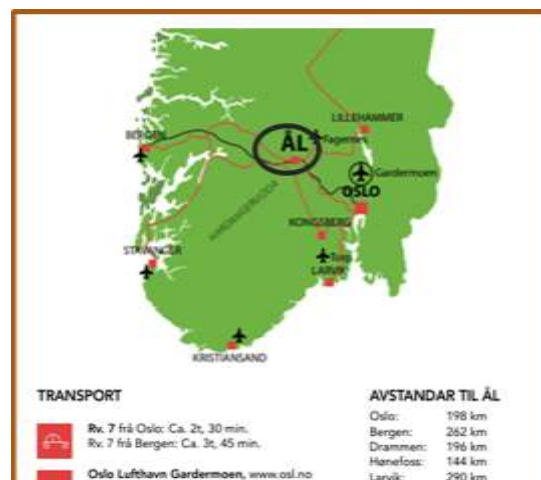 LILLEHAMMER
BERGEN
ÅL
Fagernes
Gardermoen
OSLO
HARDANGERVIDDA
KONGSBERG
STAVANGER
Torp
LARVIK
KRISTIANSAND
TRANSPORT
Rv. 7 frå Oslo: Ca. 2t, 30 min.
Rv. 7 frå Bergen: Ca. 3t, 45 min.
Oslo Lufthavn Gardermoen, www.osl.no
AVSTANDAR TIL ÅL
Oslo: 198 km
Bergen: 262 km
Drammen: 196 km
Hønefoss: 144 km
Larvik: 290 km